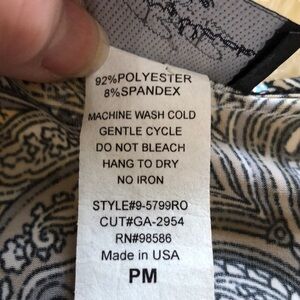 92%POLYESTER
8%SPANDEX
MACHINE WASH COLD
GENTLE CYCLE
DO NOT BLEACH
HANG TO DRY
NO IRON
STYLE#9-5799RO
CUT#GA-2954
RN#98586
Made in USA
PM